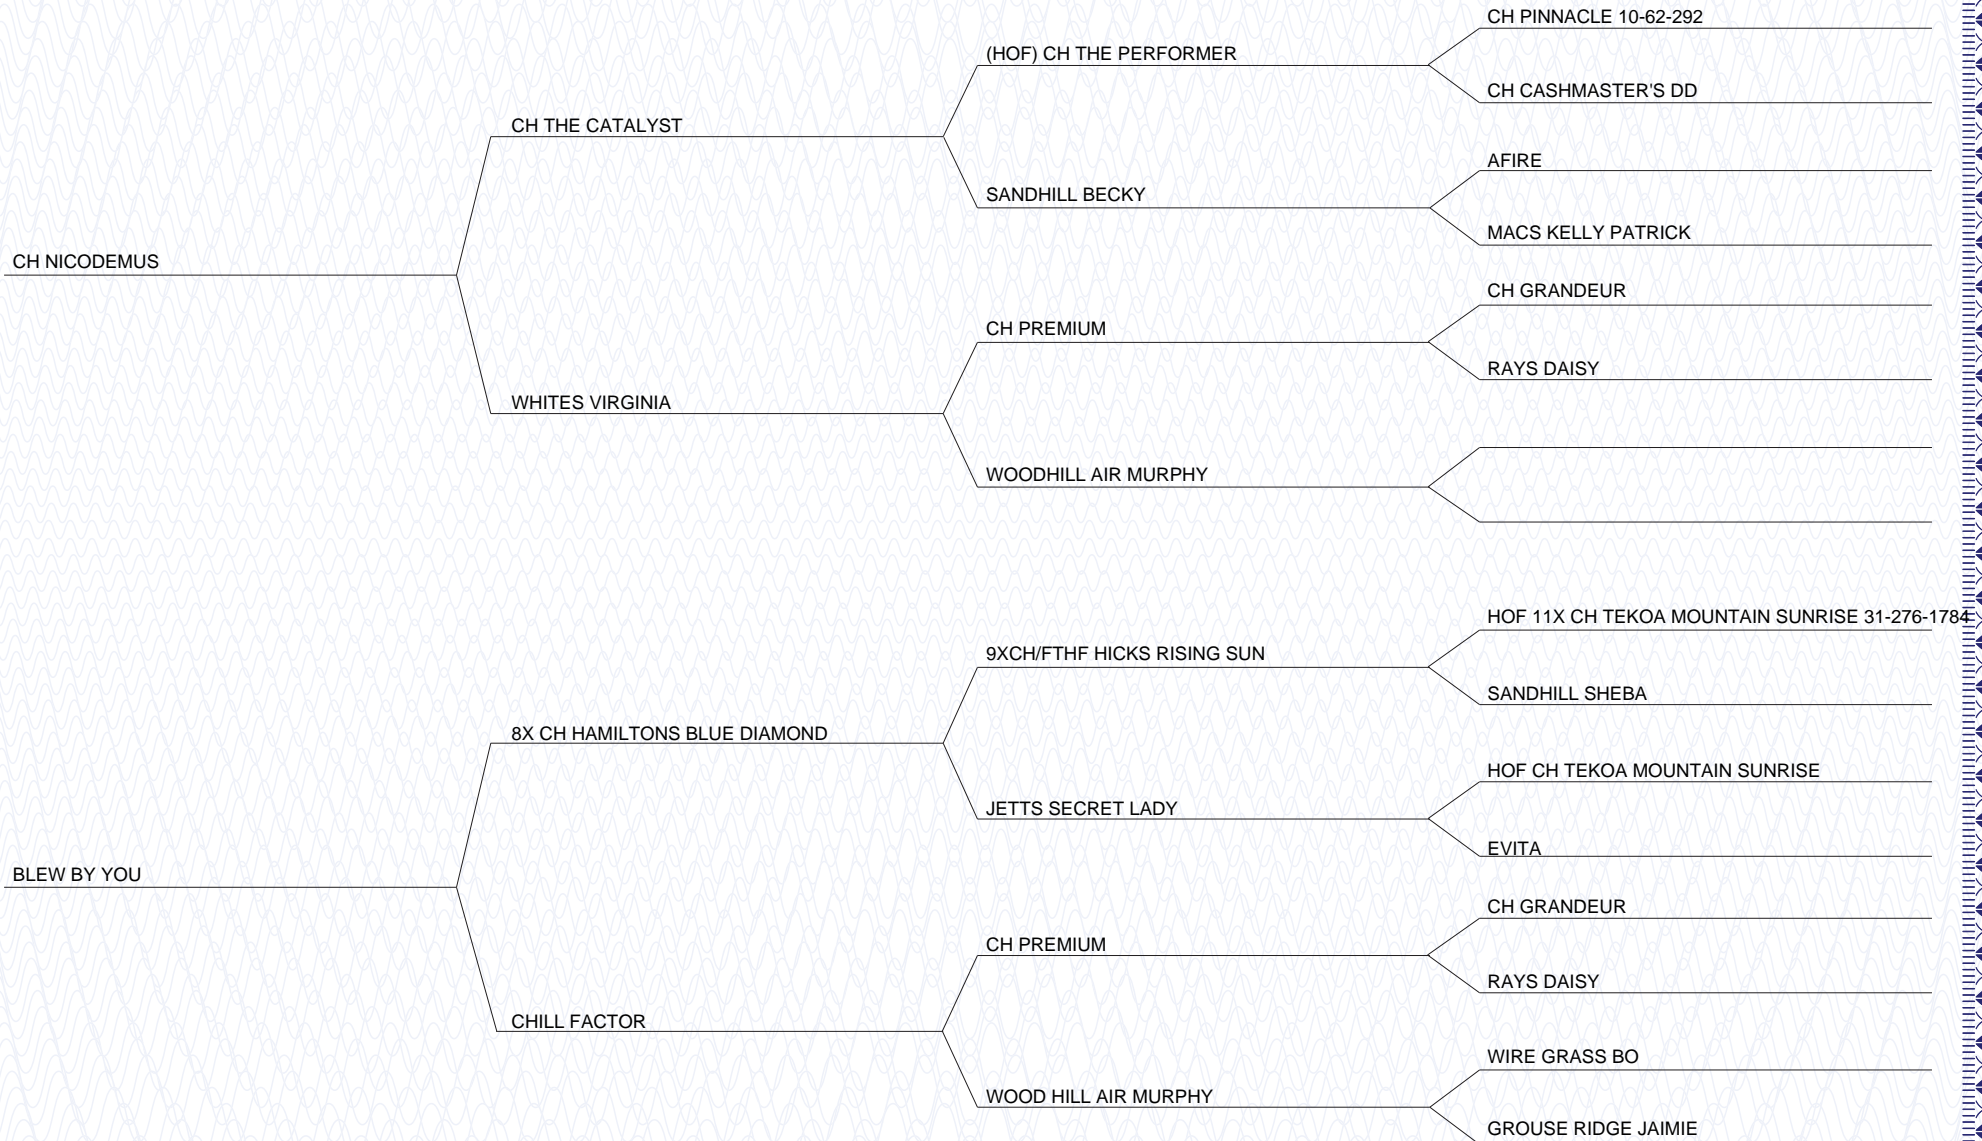 CH PINNACLE 10-62-292
(HOF) CH THE PERFORMER
CH CASHMASTER'S DD
CH THE CATALYST
AFIRE
SANDHILL BECKY
MACS KELLY PATRICK
CH NICODEMUS
CH GRANDEUR
CH PREMIUM
RAYS DAISY
WHITES VIRGINIA
WOODHILL AIR MURPHY
HOF 11X CH TEKOA MOUNTAIN SUNRISE 31-276-1784
9XCH/FTHF HICKS RISING SUN
SANDHILL SHEBA
8X CH HAMILTONS BLUE DIAMOND
HOF CH TEKOA MOUNTAIN SUNRISE
JETTS SECRET LADY
EVITA
BLEW BY YOU
CH GRANDEUR
CH PREMIUM
RAYS DAISY
CHILL FACTOR
WIRE GRASS BO
WOOD HILL AIR MURPHY
GROUSE RIDGE JAIMIE